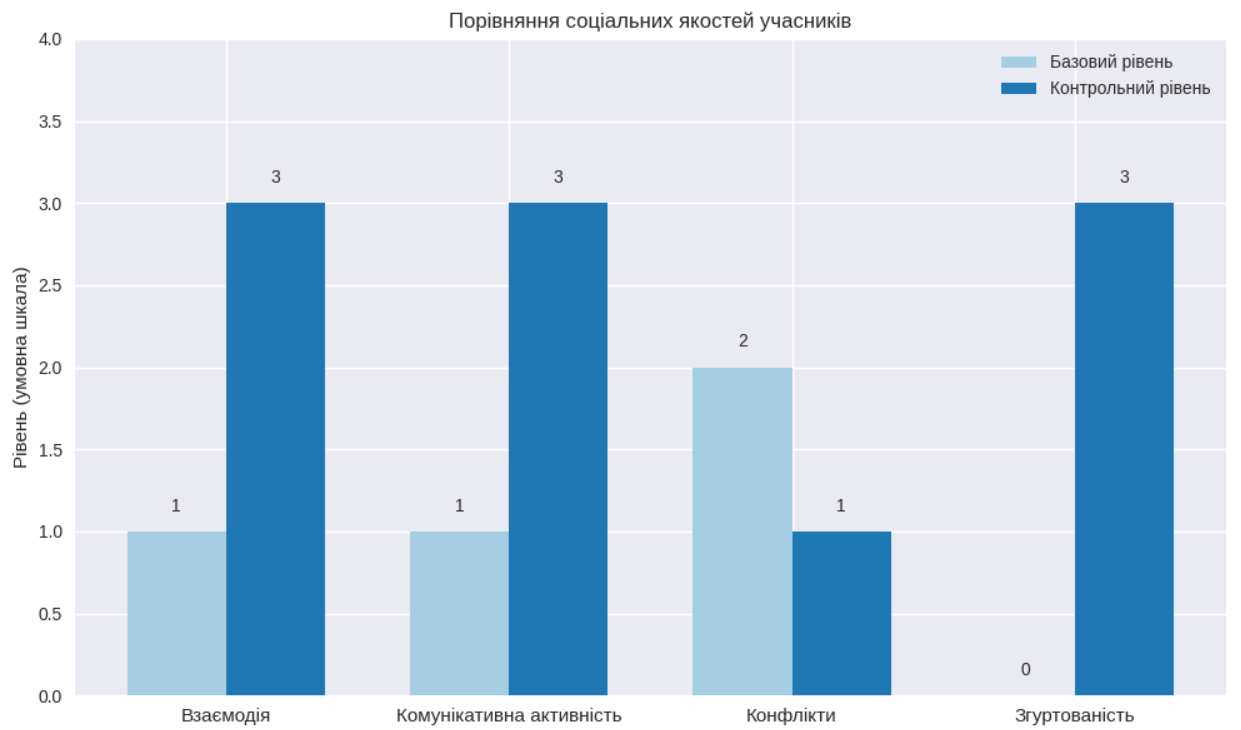 Порівняння соціальних якостей учасників
Базовий рівень
Контрольний рівень
Рівень (умовна шкала)
4.0
3.5
3.0
2.5
2.0
1.5
1.0
0.5
0.0
1
3
1
3
2
1
0
3
Взаємодія
Комунікативна активність
Конфлікти
Згуртованість